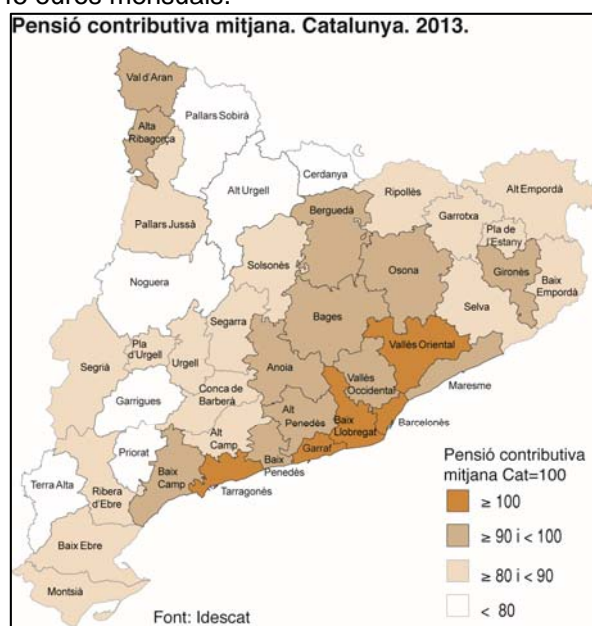 Pensió contributiva mitjana. Catalunya. 2013.
Val d'Aran
Pallars Sobirà
Alta
Ribagorça
Cerdanya
Alt Urgell
Ripollès
Alt Empordà
Berguedà
Garrotxa
Pla de
l'Estany
Pallars Jussà
Solsonès
Osona
Gironès
Baix
Empordà
Noguera
Selva
Bages
Segarra
Vallès Oriental
Segrià
Pla
d'Urgell
Urgell
Anoia
Vallès
Occidental
Maresme
Garrigues
Conca de
Barberà
Alt
Penedès
Baix
Llobregat
Barcelonès
Alt
Camp
Priorat
Garraf
Baix
Penedès
Terra Alta
Ribera
d'Ebre
Baix
Camp
Tarragonès
Baix Ebre
Montsià
Pensió contributiva
mitjana Cat=100
≥ 100
≥ 90 i < 100
≥ 80 i < 90
< 80
Font: Idescat